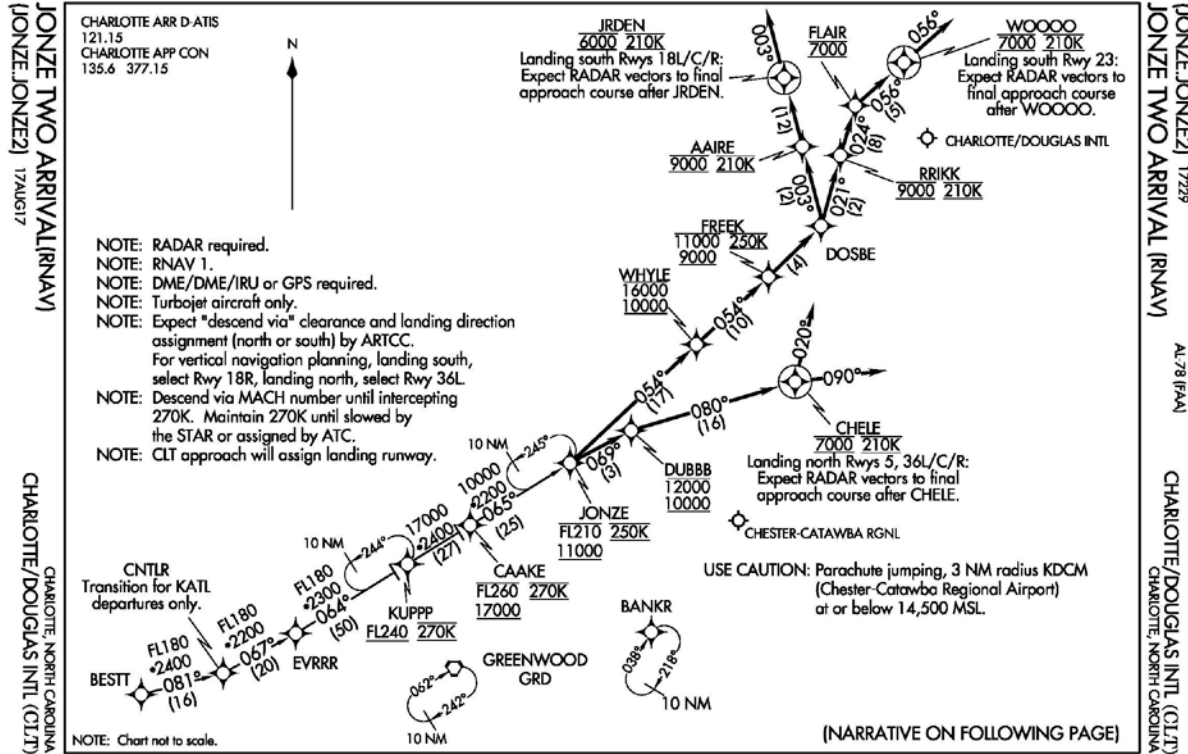 (JONZE.JONZE2) 17AUG17
JONZE TWO ARRIVAL(RNAV)
CHARLOTTE/DOUGLAS INTL (CLT)
CHARLOTTE, NORTH CAROLINA
CHARLOTTE ARR D-ATIS
121.15
CHARLOTTE APP CON
135.6 377.15
N
JRDEN
6000 210K
Landing south Rwys 18L/C/R:
Expect RADAR vectors to final
approach course after JRDEN.
003°
(12)
FLAIR
7000
056°
WOOOO
7000 210K
Landing south Rwy 23:
Expect RADAR vectors to
final approach course
after WOOOO.
056°
(5)
024°
(8)
CHARLOTTE/DOUGLAS INTL
AAIRE
9000 210K
RRIKK
9000 210K
003°
(2)
021°
(2)
DOSBE
FREEK
11000 250K
9000
(4)
WHYLE
16000
10000
054°
(10)
NOTE: RADAR required.
NOTE: RNAV 1.
NOTE: DME/DME/IRU or GPS required.
NOTE: Turbojet aircraft only.
NOTE: Expect "descend via" clearance and landing direction
assignment (north or south) by ARTCC.
For vertical navigation planning, landing south,
select Rwy 18R, landing north, select Rwy 36L.
NOTE: Descend via MACH number until intercepting
270K. Maintain 270K until slowed by
the STAR or assigned by ATC.
NOTE: CLT approach will assign landing runway.
054°
(17)
080°
(16)
020°
090°
CHELE
7000 210K
Landing north Rwys 5, 36L/C/R:
Expect RADAR vectors to final
approach course after CHELE.
10 NM
245°
069°
(3)
DUBBB
12000
10000
JONZE
FL210 250K
11000
CHESTER-CATAWBA RGNL
10000
*2200
065°
(25)
17000
*2400
(27)
10 NM
244°
CAAKE
FL260 270K
17000
KUPPP
FL240 270K
USE CAUTION: Parachute jumping, 3 NM radius KDCM
(Chester-Catawba Regional Airport)
at or below 14,500 MSL.
CNTLR
Transition for KATL
departures only.
FL180
*2300
064°
(50)
FL180
*2200
067°
(20)
EVRRR
FL180
*2400
081°
(16)
BESTT
GREENWOOD
GRD
062°
242°
10 NM
BANKR
038°
218°
10 NM
NOTE: Chart not to scale.
(NARRATIVE ON FOLLOWING PAGE)
(JONZE.JONZE2) 17229
JONZE TWO ARRIVAL (RNAV)
AL-78 (FAA)
CHARLOTTE/DOUGLAS INTL (CLT)
CHARLOTTE, NORTH CAROLINA